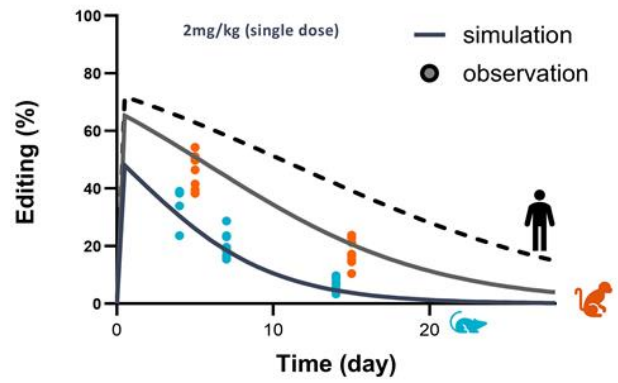 2mg/kg (single dose)
simulation
observation
Editing (%)
100
80
60
40
20
0
0
10
20
Time (day)